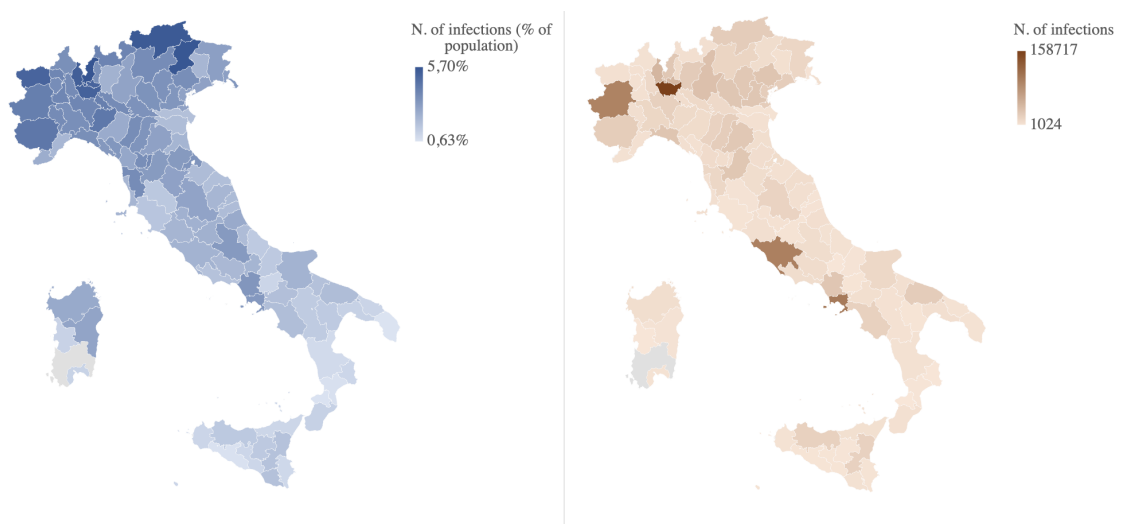 N. of infections (% of
population)
5,70%
0,63%
N. of infections
158717
1024